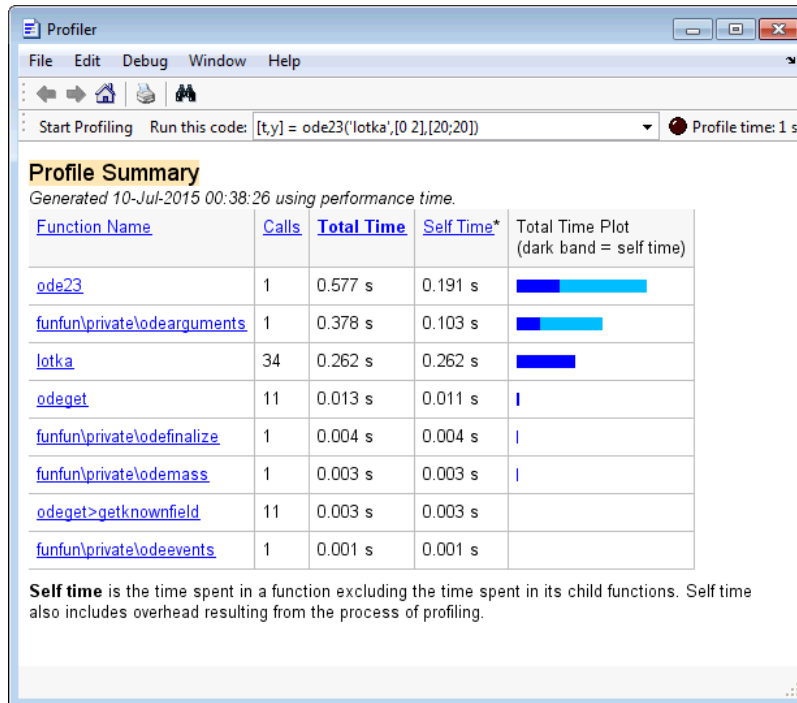 Profiler
File Edit Debug Window Help
Start Profiling Run this code: [t,y] = ode23('lotka',[0 2],[20;20]) Profile time: 1 s
Profile Summary
Generated 10-Jul-2015 00:38:26 using performance time.
Function Name Calls Total Time Self Time* Total Time Plot
(dark band = self time)
ode23 1 0.577 s 0.191 s
funfun\private\odearguments 1 0.378 s 0.103 s
lotka 34 0.262 s 0.262 s
odeget 11 0.013 s 0.011 s
funfun\private\odefinalize 1 0.004 s 0.004 s
funfun\private\odemass 1 0.003 s 0.003 s
odeget>getknownfield 11 0.003 s 0.003 s
funfun\private\odeevents 1 0.001 s 0.001 s
Self time is the time spent in a function excluding the time spent in its child functions. Self time
also includes overhead resulting from the process of profiling.